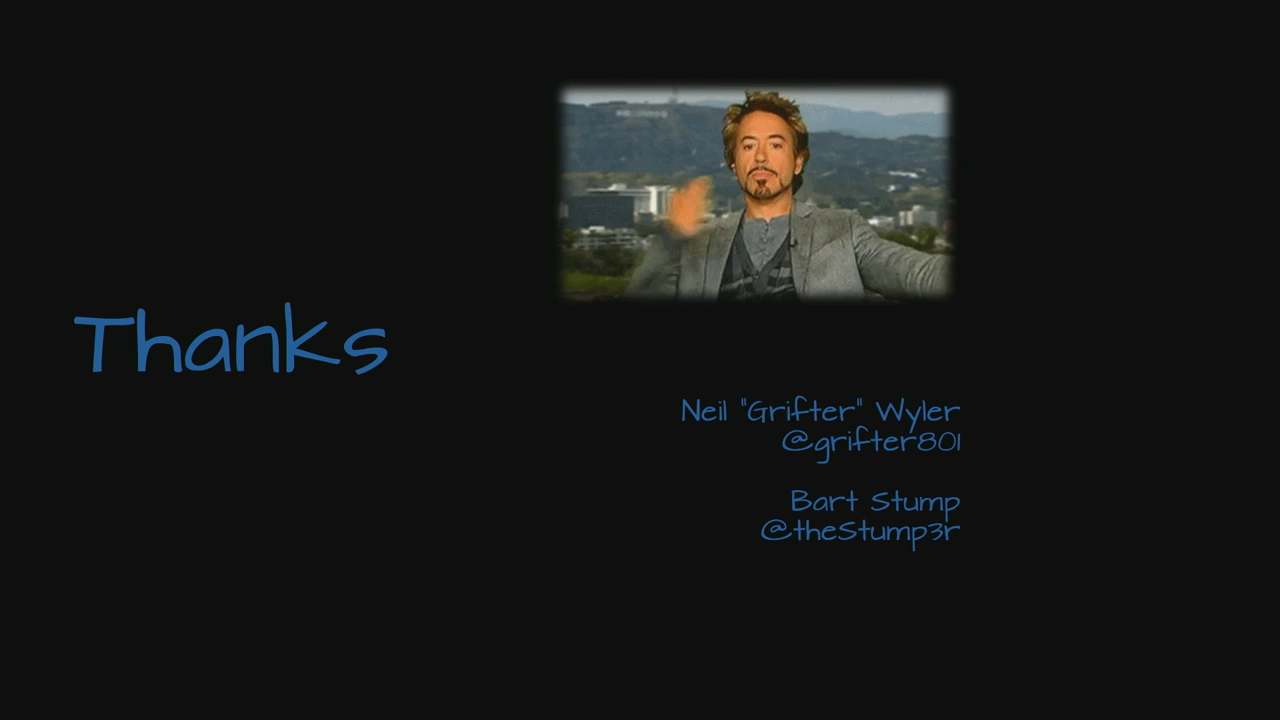 Thanks
Neil "Grifter" Wyler
@grifter801
Bart Stump
@theStump3r